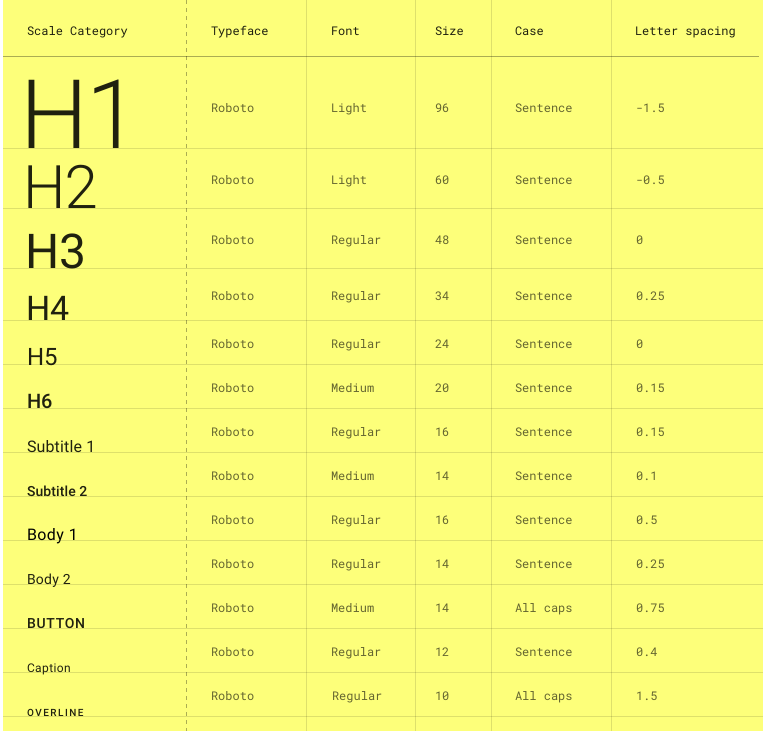 Scale Category Typeface Font Size Case Letter spacing
H1 Roboto Light 96 Sentence -1.5
H2 Roboto Light 60 Sentence -0.5
H3 Roboto Regular 48 Sentence 0
H4 Roboto Regular 34 Sentence 0.25
H5 Roboto Regular 24 Sentence 0
H6 Roboto Medium 20 Sentence 0.15
Subtitle 1 Roboto Regular 16 Sentence 0.15
Subtitle 2 Roboto Medium 14 Sentence 0.1
Body 1 Roboto Regular 16 Sentence 0.5
Body 2 Roboto Regular 14 Sentence 0.25
BUTTON Roboto Medium 14 All caps 0.75
Caption Roboto Regular 12 Sentence 0.4
OVERLINE Roboto Regular 10 All caps 1.5